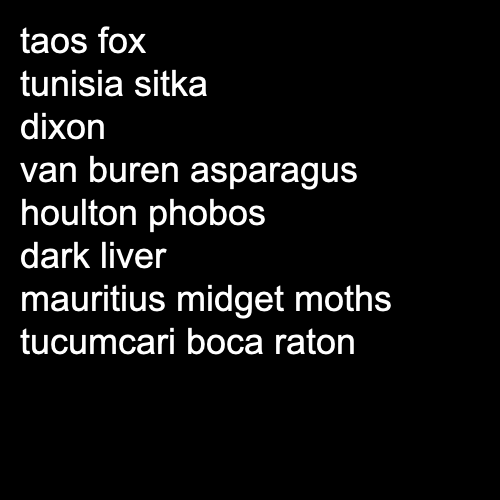 taos fox
tunisia sitka
dixon
van buren asparagus
houlton phobos
dark liver
mauritius midget moths
tucumcari boca raton